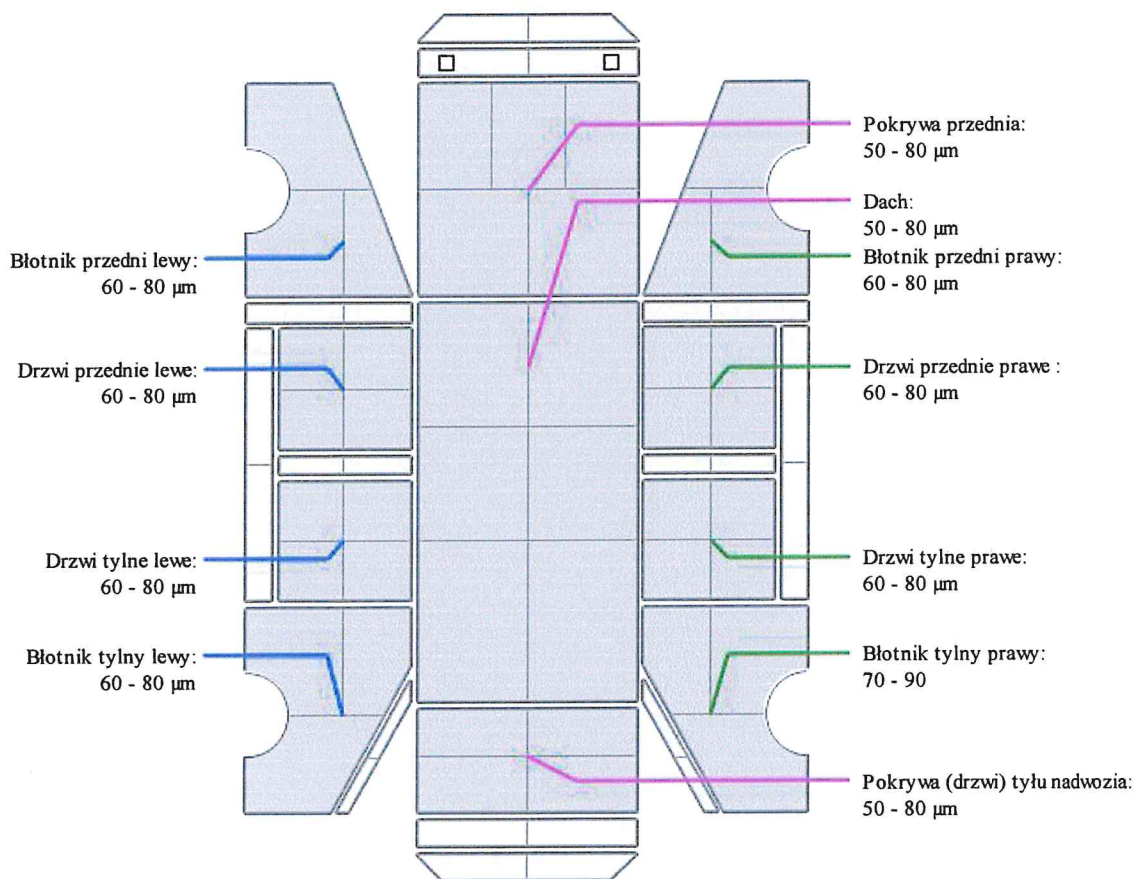 Pokrywa przednia:
50 - 80 µm
Dach:
50 - 80 µm
Błotnik przedni lewy:
60 - 80 µm
Błotnik przedni prawy:
60 - 80 µm
Drzwi przednie lewe:
60 - 80 µm
Drzwi przednie prawe :
60 - 80 µm
Drzwi tylne lewe:
60 - 80 µm
Drzwi tylne prawe:
60 - 80 µm
Błotnik tylny lewy:
60 - 80 µm
Błotnik tylny prawy:
70 - 90
Pokrywa (drzwi) tyłu nadwozia:
50 - 80 µm